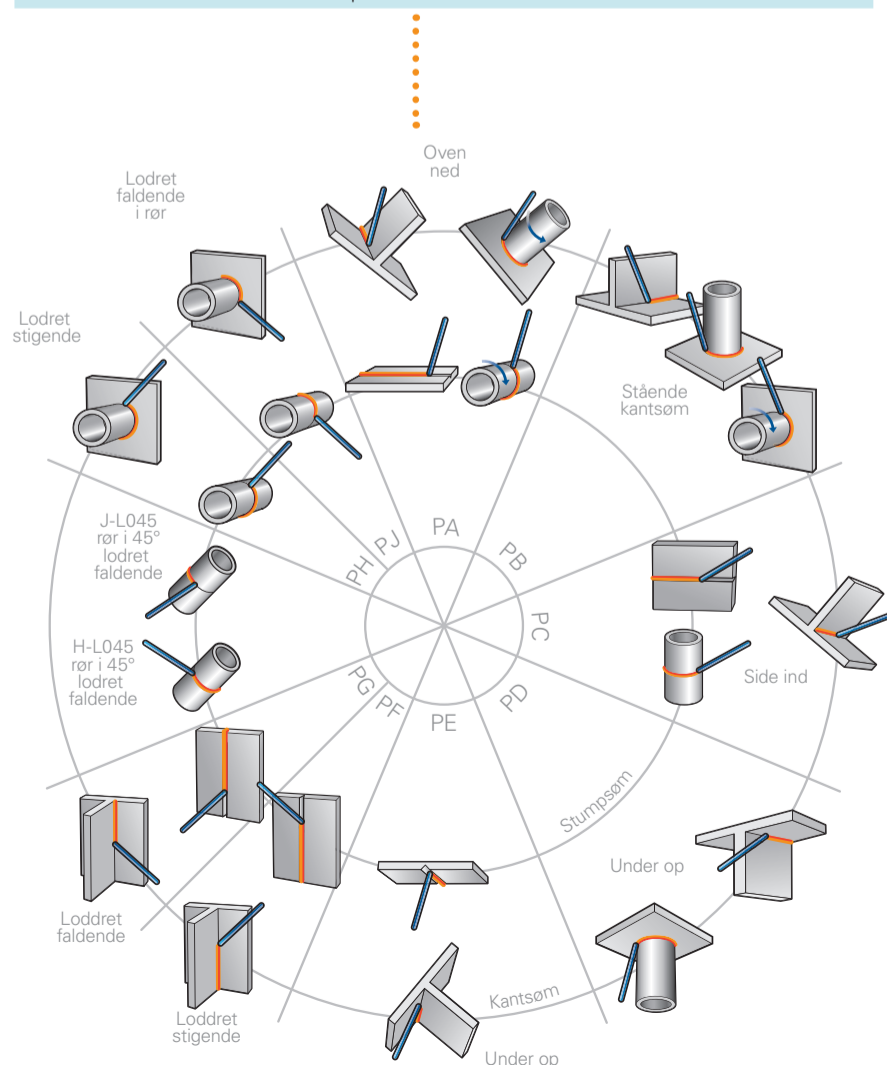 Oven
ned
Lodret
faldende
i rør
Lodret
stigende
Stående
kantsøm
J-L045
rør i 45°
lodret
faldende
H-L045
rør i 45°
lodret
faldende
PA
PB
PC
PD
PE
PF
PG
PH
PJ
Side ind
Stumpsøm
Under op
Loddret
faldende
Loddret
stigende
Kantsøm
Under op